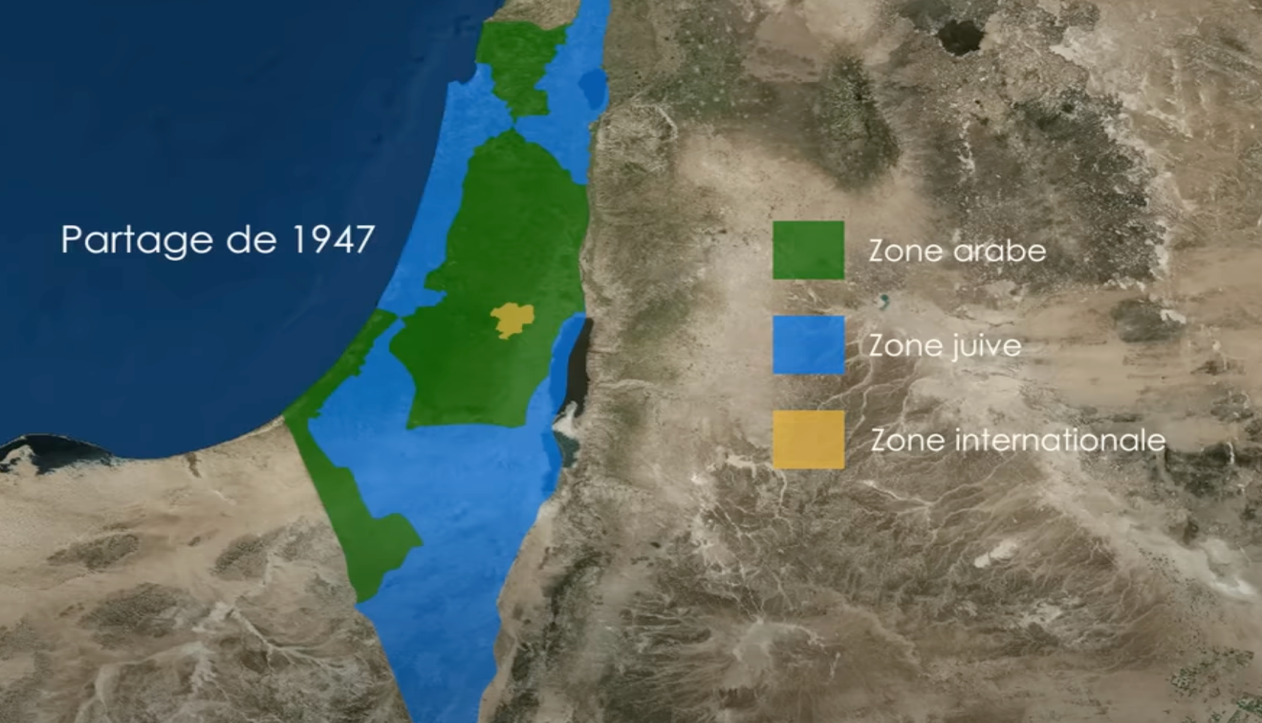 Partage de 1947
Zone arabe
Zone juive
Zone internationale